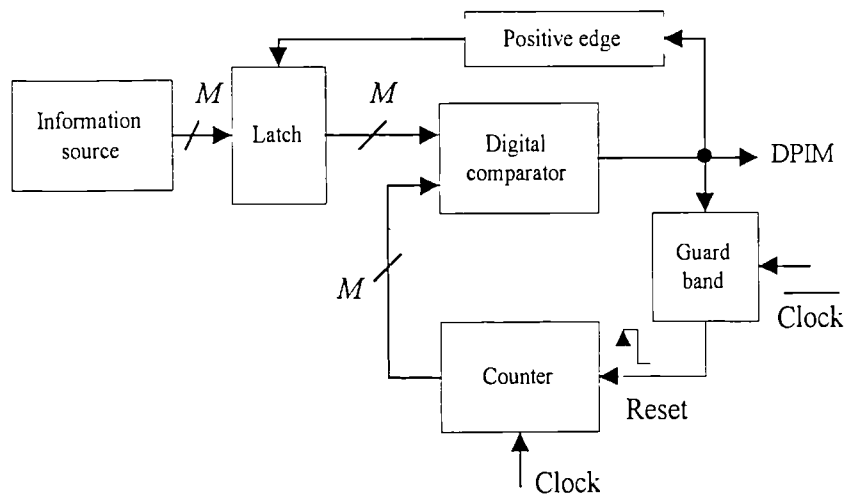 Positive edge
M
M
Information
source
Latch
Digital
comparator
DPIM
Guard
band
M
Clock
Counter
Reset
Clock